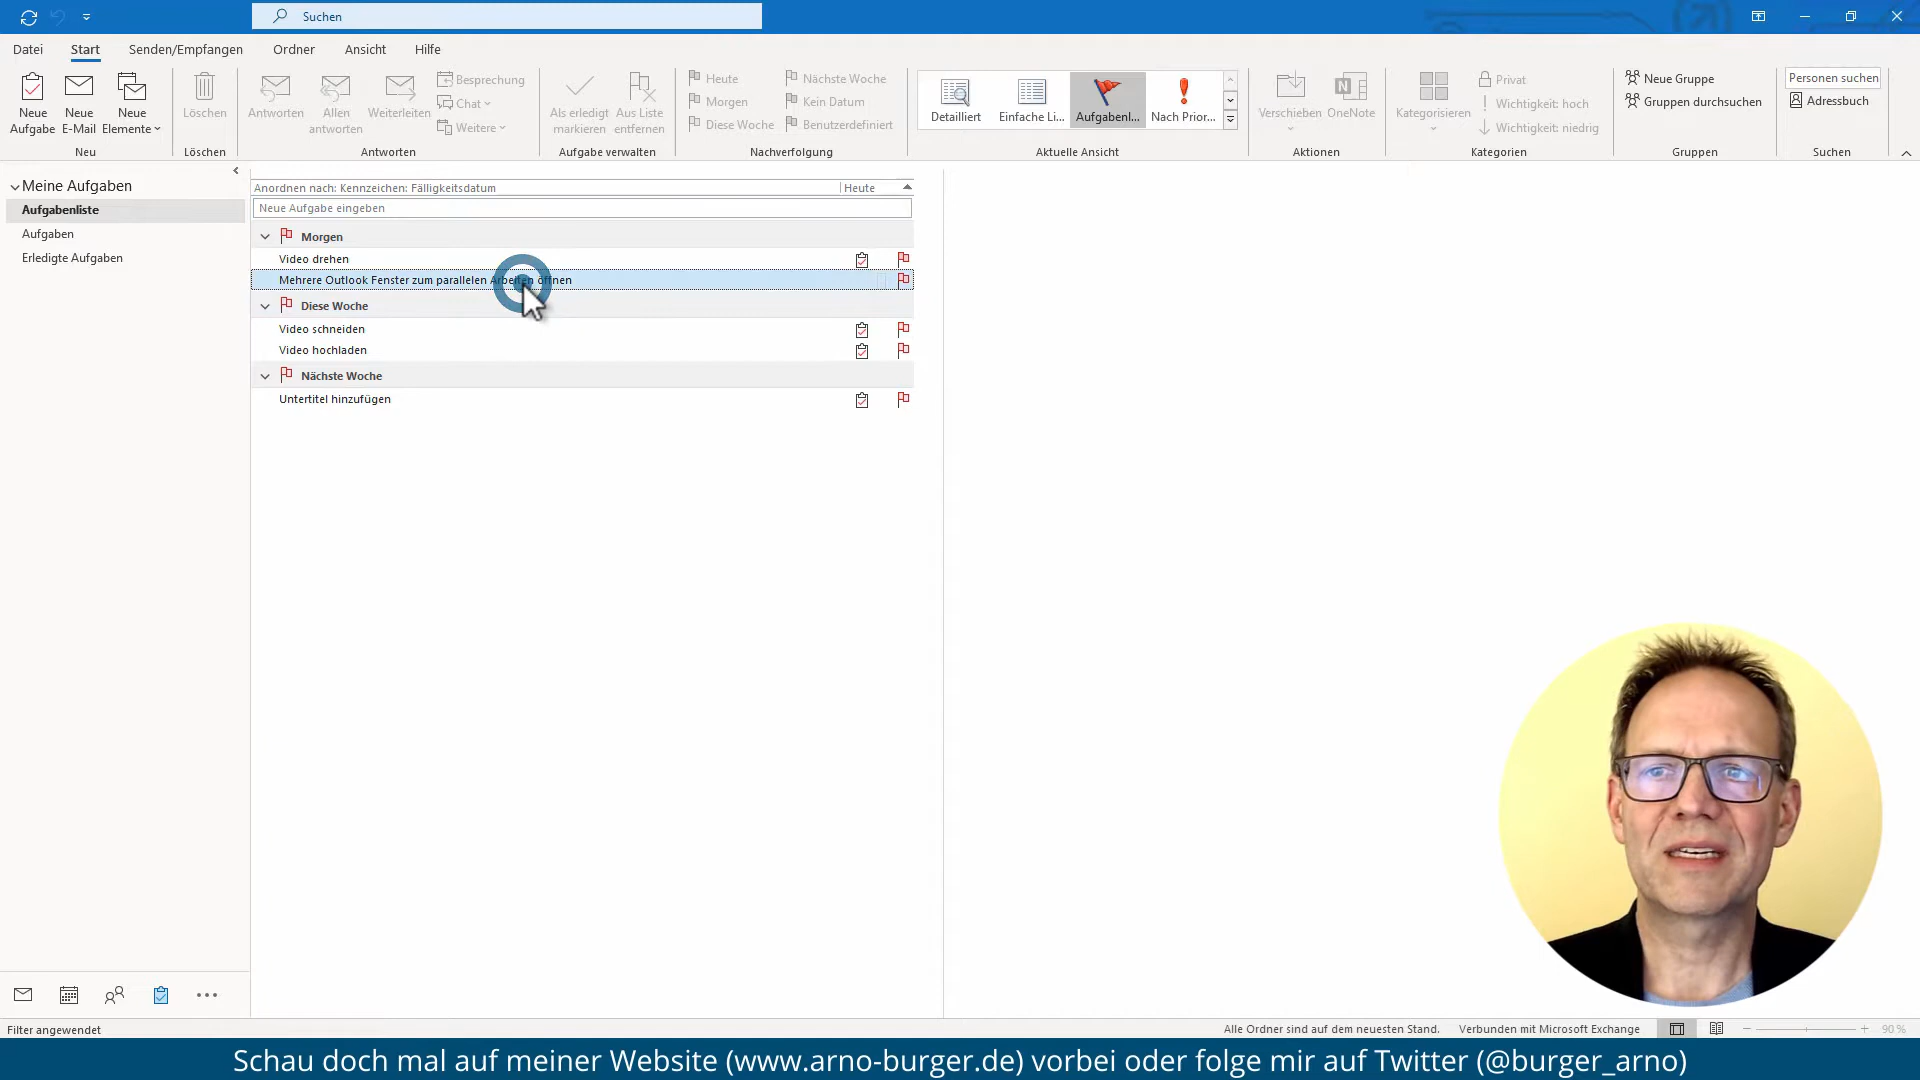 Suchen
Datei Start Senden/Empfangen Ordner Ansicht Hilfe
Neue Aufgabe
Neue E-Mail
Neue Elemente
Neu
Löschen
Löschen
Antworten
Allen antworten
Weiterleiten
Besprechung
Chat
Weitere
Antworten
Als erledigt markieren
Aus Liste entfernen
Aufgabe verwalten
Heute
Morgen
Diese Woche
Nächste Woche
Kein Datum
Benutzerdefiniert
Nachverfolgung
Detailliert
Einfache Li...
Aufgabenl...
Nach Prior...
Aktuelle Ansicht
Verschieben
OneNote
Aktionen
Kategorisieren
Privat
Wichtigkeit: hoch
Wichtigkeit: niedrig
Kategorien
Neue Gruppe
Gruppen durchsuchen
Gruppen
Personen suchen
Adressbuch
Suchen
Meine Aufgaben
Aufgabenliste
Aufgaben
Erledigte Aufgaben
Anordnen nach: Kennzeichen: Fälligkeitsdatum Heute
Neue Aufgabe eingeben
Morgen
Video drehen
Mehrere Outlook Fenster zum parallelen Arbeiten öffnen
Diese Woche
Video schneiden
Video hochladen
Nächste Woche
Untertitel hinzufügen
Filter angewendet
Alle Ordner sind auf dem neuesten Stand. Verbunden mit Microsoft Exchange 90 %
Schau doch mal auf meiner Website (www.arno-burger.de) vorbei oder folge mir auf Twitter (@burger_arno)